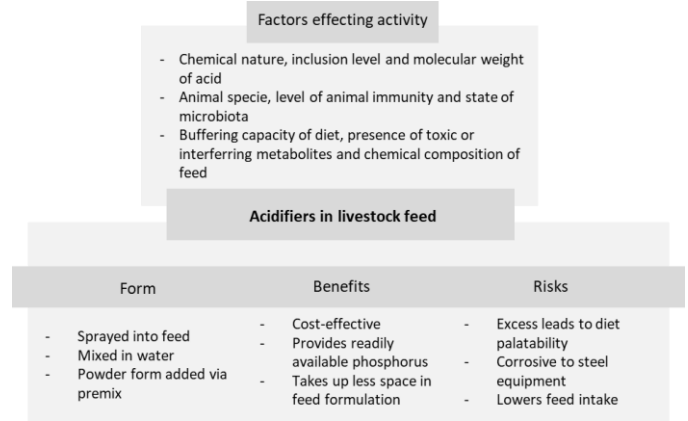 Factors effecting activity
- Chemical nature, inclusion level and molecular weight
of acid
- Animal specie, level of animal immunity and state of
microbiota
- Buffering capacity of diet, presence of toxic or
interferring metabolites and chemical composition of
feed
Acidifiers in livestock feed
Form
- Sprayed into feed
- Mixed in water
- Powder form added via
premix
Benefits
- Cost-effective
- Provides readily
available phosphorus
- Takes up less space in
feed formulation
Risks
- Excess leads to diet
palatability
- Corrosive to steel
equipment
- Lowers feed intake